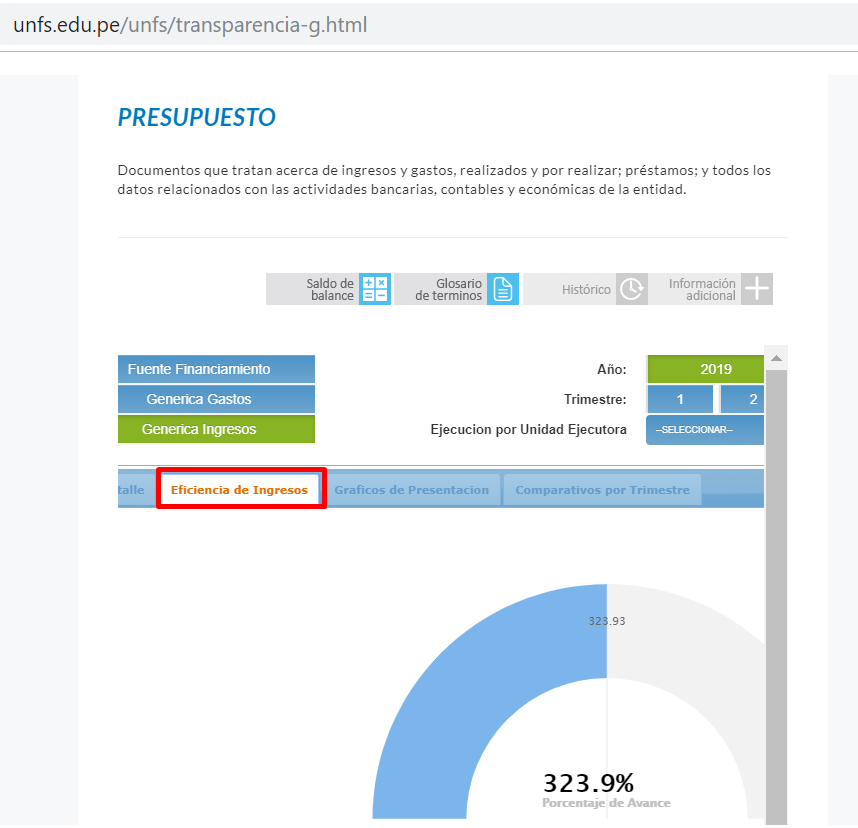 unfs.edu.pe/unfs/transparencia-g.html
PRESUPUESTO
Documentos que tratan acerca de ingresos y gastos, realizados y por realizar; préstamos; y todos los
datos relacionados con las actividades bancarias, contables y económicas de la entidad.
Saldo de
balance
Glosario
de terminos
Histórico
Información
adicional
Fuente Financiamiento
Generica Gastos
Generica Ingresos
Año: 2019
Trimestre: 1 2
Ejecucion por Unidad Ejecutora --SELECCIONAR--
talle Eficiencia de Ingresos Graficos de Presentacion Comparativos por Trimestre
323.93
323.9%
Porcentaje de Avance